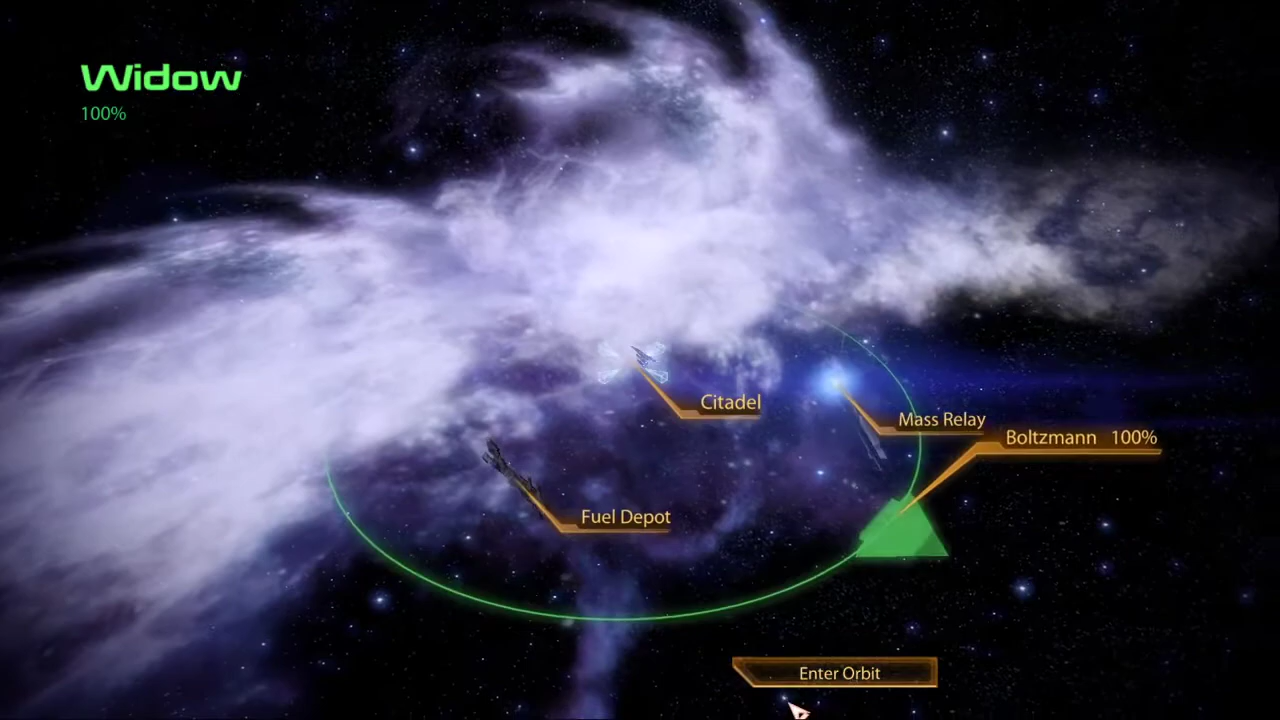 Widow
100%
Citadel
Mass Relay
Boltzmann 100%
Fuel Depot
Enter Orbit